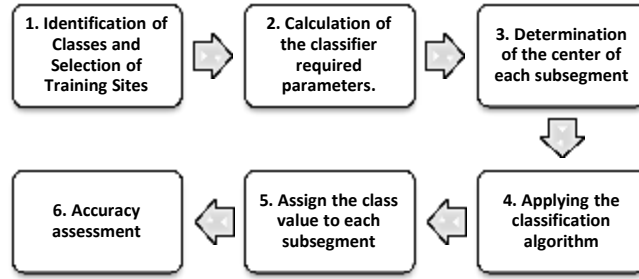 1. Identification of
Classes and
Selection of
Training Sites
2. Calculation of
the classifier
required
parameters.
3. Determination
of the center of
each subsegment
4. Applying the
classification
algorithm
5. Assign the class
value to each
subsegment
6. Accuracy
assessment